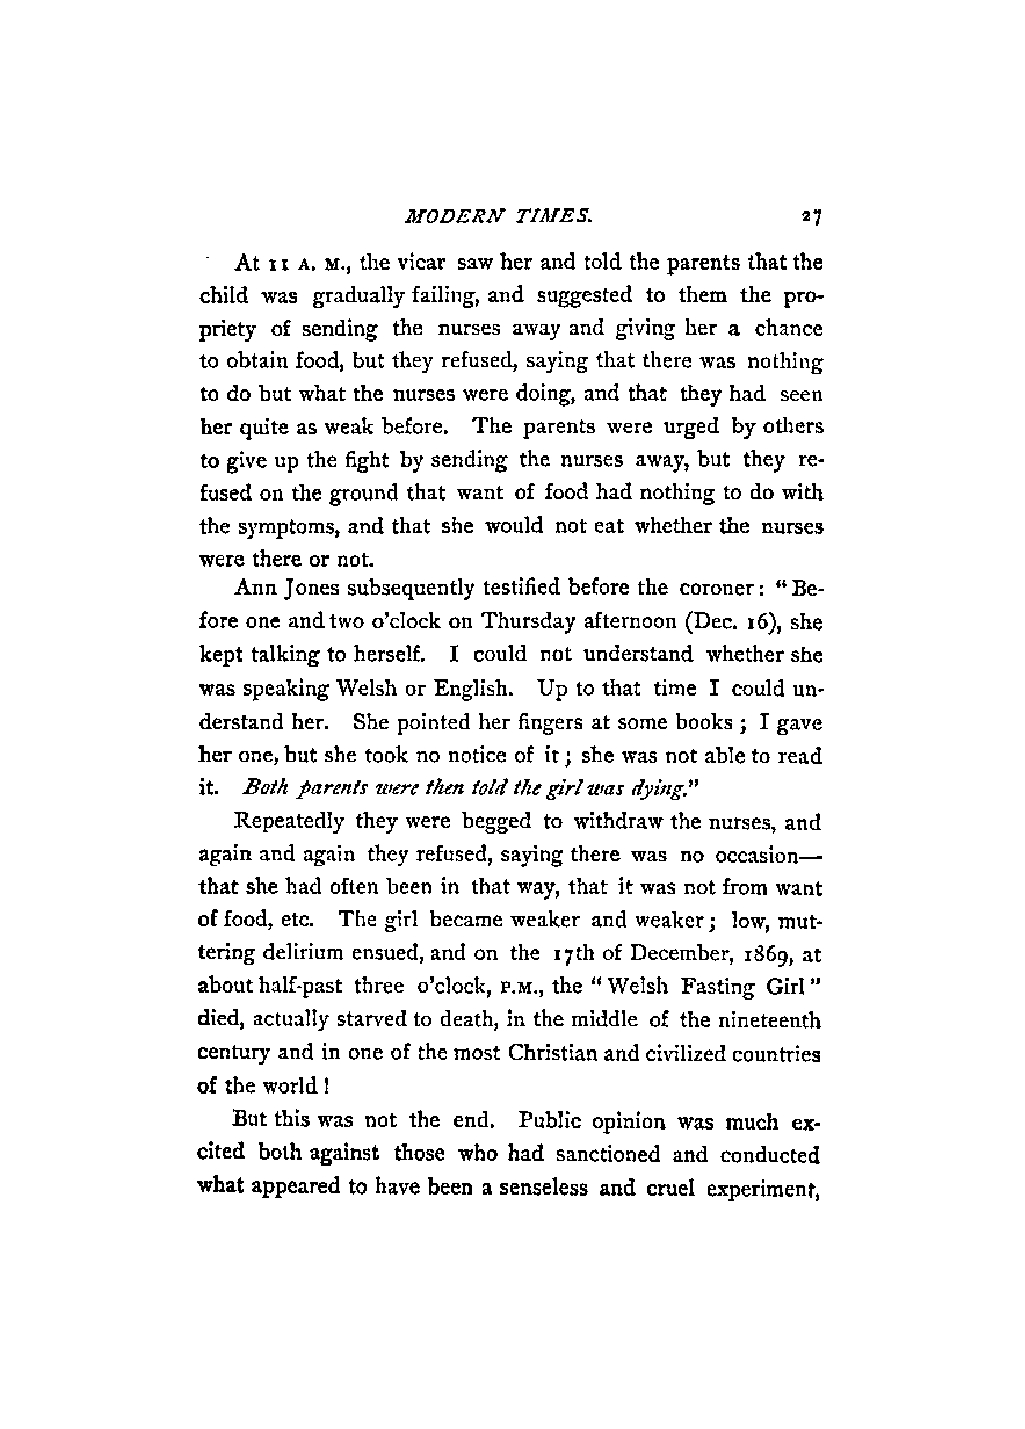 MODERN TIMES. 27
At 11 A. M., the vicar saw her and told the parents that the
child was gradually failing, and suggested to them the pro-
priety of sending the nurses away and giving her a chance
to obtain food, but they refused, saying that there was nothing
to do but what the nurses were doing, and that they had seen
her quite as weak before. The parents were urged by others
to give up the fight by sending the nurses away, but they re-
fused on the ground that want of food had nothing to do with
the symptoms, and that she would not eat whether the nurses
were there or not.
Ann Jones subsequently testified before the coroner: "Be-
fore one and two o'clock on Thursday afternoon (Dec. 16), she
kept talking to herself. I could not understand whether she
was speaking Welsh or English. Up to that time I could un-
derstand her. She pointed her fingers at some books; I gave
her one, but she took no notice of it; she was not able to read
it. Both parents were then told the girl was dying."
Repeatedly they were begged to withdraw the nurses, and
again and again they refused, saying there was no occasion—
that she had often been in that way, that it was not from want
of food, etc. The girl became weaker and weaker; low, mut-
tering delirium ensued, and on the 17th of December, 1869, at
about half-past three o'clock, P.M., the "Welsh Fasting Girl"
died, actually starved to death, in the middle of the nineteenth
century and in one of the most Christian and civilized countries
of the world!
But this was not the end. Public opinion was much ex-
cited both against those who had sanctioned and conducted
what appeared to have been a senseless and cruel experiment,